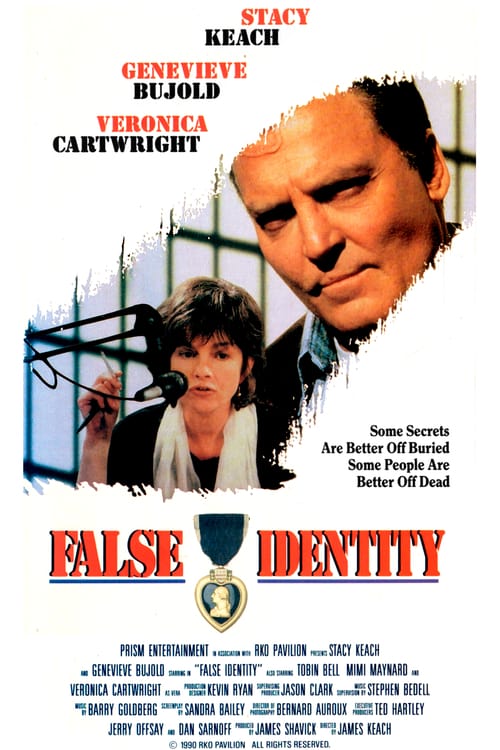 STACY
KEACH
GENEVIEVE
BUJOLD
VERONICA
CARTWRIGHT
Some Secrets
Are Better Off Buried
Some People Are
Better Off Dead
FALSE IDENTITY
PRISM ENTERTAINMENT IN ASSOCIATION WITH RKO PAVILION PRESENTS STACY KEACH
AND GENEVIEVE BUJOLD STARRING IN "FALSE IDENTITY" ALSO STARRING TOBIN BELL MIMI MAYNARD AND
VERONICA CARTWRIGHT AS VERA PRODUCTION DESIGNER KEVIN RYAN SUPERVISING PRODUCER JASON CLARK MUSIC SUPERVISION BY STEPHEN BEDELL
MUSIC BY BARRY GOLDBERG SCREENPLAY BY SANDRA BAILEY DIRECTOR OF PHOTOGRAPHY BERNARD AUROUX EXECUTIVE PRODUCERS TED HARTLEY
JERRY OFFSAY AND DAN SARNOFF PRODUCED BY JAMES SHAVICK DIRECTED BY JAMES KEACH
© 1990 RKO PAVILION ALL RIGHTS RESERVED.